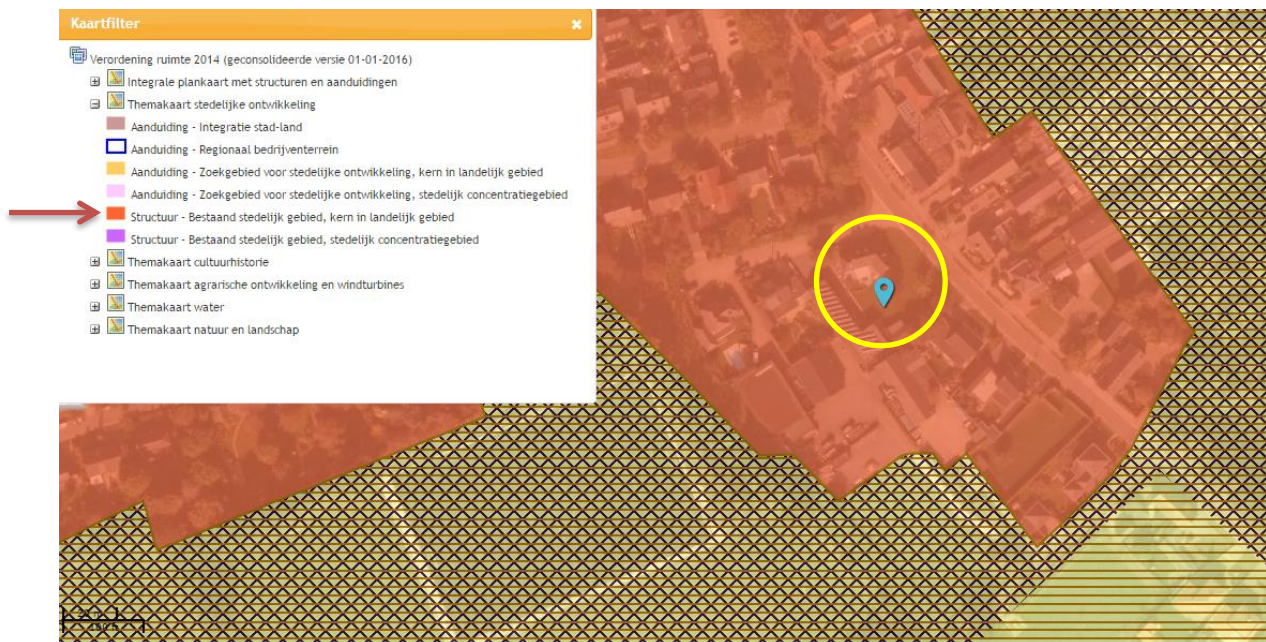 Kaartfilter
Verordening ruimte 2014 (geconsolideerde versie 01-01-2016)
Integrale plankaart met structuren en aanduidingen
Themakaart stedelijke ontwikkeling
Aanduiding - Integratie stad-land
Aanduiding - Regionaal bedrijventerrein
Aanduiding - Zoekgebied voor stedelijke ontwikkeling, kern in landelijk gebied
Aanduiding - Zoekgebied voor stedelijke ontwikkeling, stedelijk concentratiegebied
Structuur - Bestaand stedelijk gebied, kern in landelijk gebied
Structuur - Bestaand stedelijk gebied, stedelijk concentratiegebied
Themakaart cultuurhistorie
Themakaart agrarische ontwikkeling en windturbines
Themakaart water
Themakaart natuur en landschap